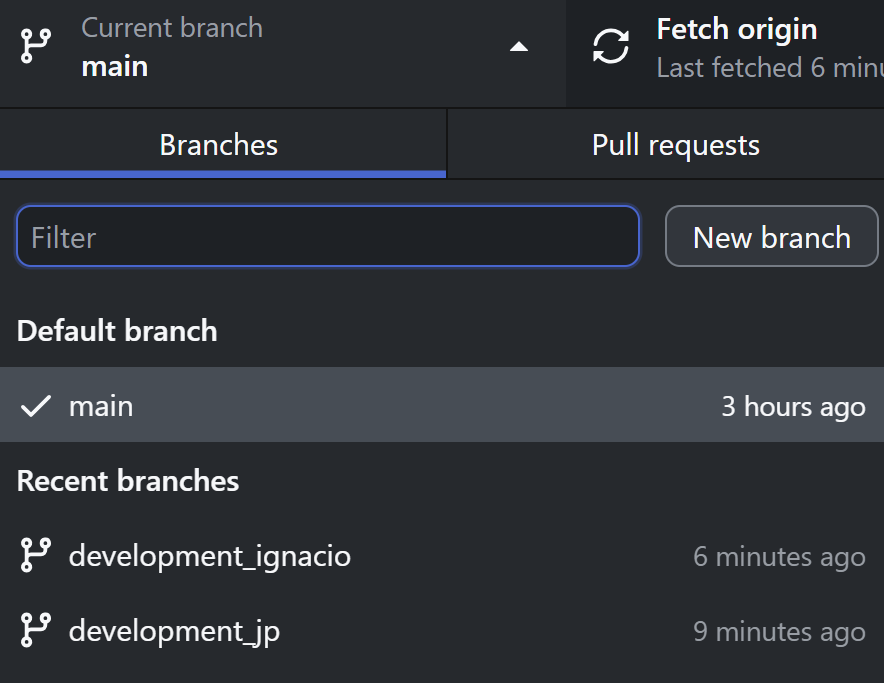 Current branch
main
Fetch origin
Last fetched 6
Branches
Pull requests
Filter
New branch
Default branch
main
3 hours ago
Recent branches
development_ignacio
6 minutes ago
development_jp
9 minutes ago